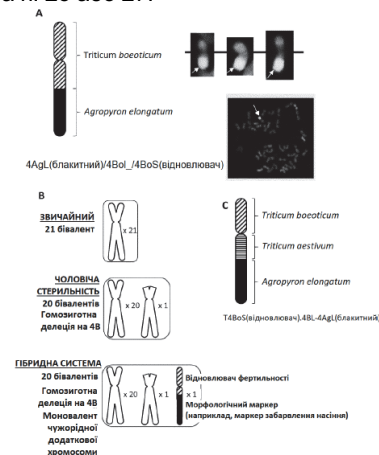 A
Triticum boeoticum
Agropyron elongatum
4AgL(блакитний)/4Bol_/4BoS(відновлювач)
B
ЗВИЧАЙНИЙ
21 бівалент
x 21
ЧОЛОВІЧА
СТЕРИЛЬНІСТЬ
20 бівалентів
Гомозиготна
делеція на 4В
x 20
x 1
ГІБРИДНА СИСТЕМА
20 бівалентів
Гомозиготна
делеція на 4В
Моновалент
чужорідної
додаткової
хромосоми
x 20
x 1
x 1
Відновлювач фертильності
Морфологічний маркер
(наприклад, маркер забарвлення насіння)
C
Triticum boeoticum
Triticum aestivum
Agropyron elongatum
T4BoS(відновлювач).4BL-4AgL(блакитний)